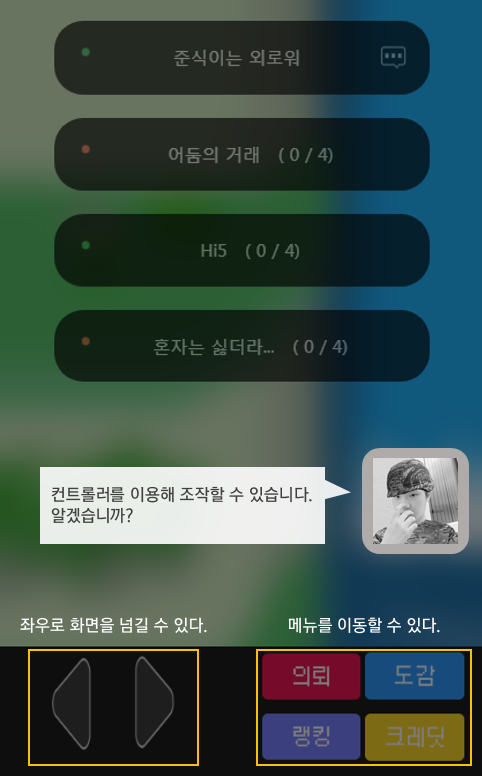 준식이는 외로워
어둠의 거래 ( 0 / 4)
Hi5 ( 0 / 4)
혼자는 싫더라... ( 0 / 4)
컨트롤러를 이용해 조작할 수 있습니다.
알겠습니까?
좌우로 화면을 넘길 수 있다.
메뉴를 이동할 수 있다.
의뢰 도감
랭킹 크레딧